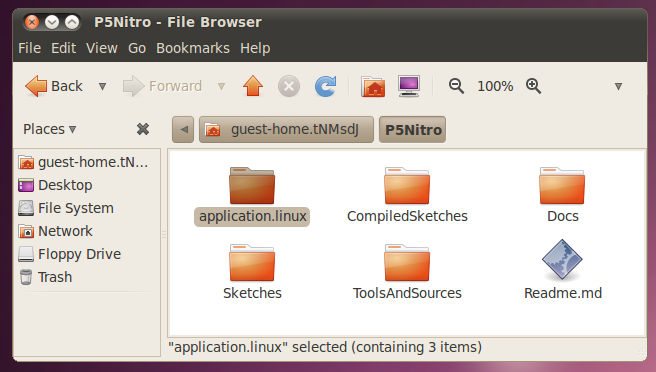 P5Nitro - File Browser
File Edit View Go Bookmarks Help
Back Forward 100%
Places guest-home.tNMsdJ P5Nitro
guest-home.tN...
Desktop
File System
Network
Floppy Drive
Trash
application.linux CompiledSketches Docs
Sketches ToolsAndSources Readme.md
"application.linux" selected (containing 3 items)